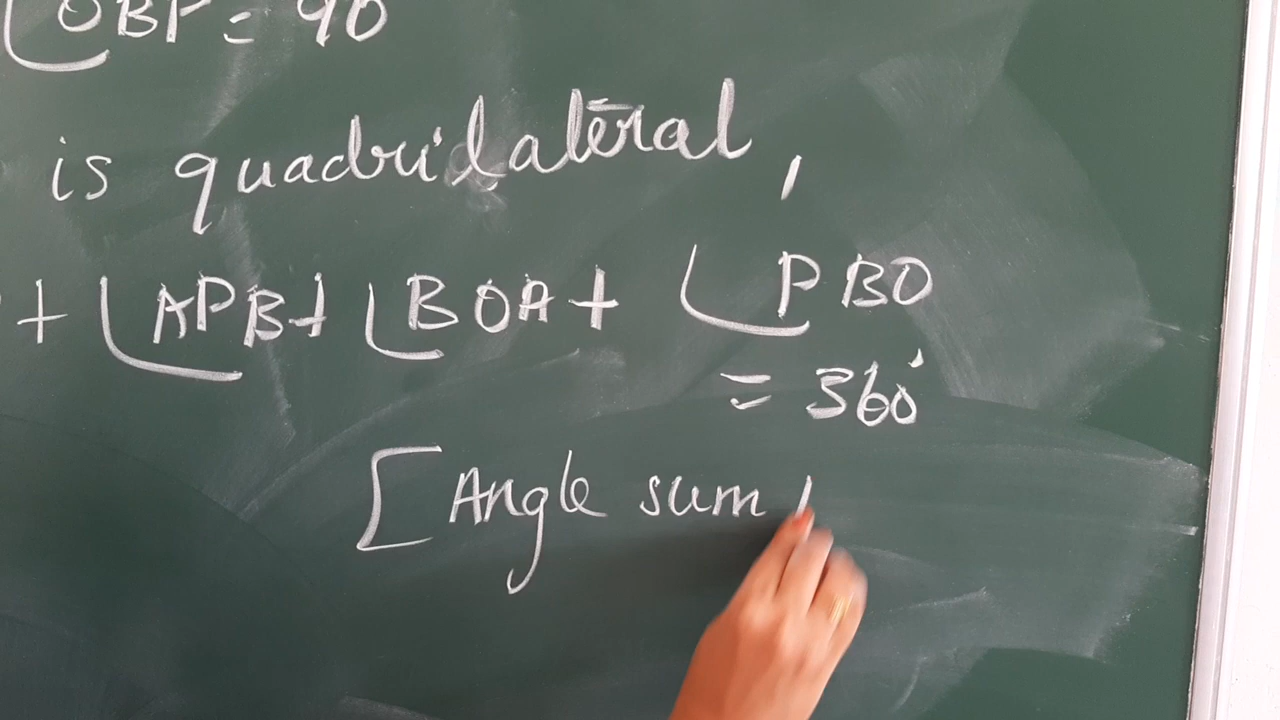 ∠OBP = 90
is quadrilateral,
+ ∠APB + ∠BOA + ∠PBO
= 360°
[Angle sum